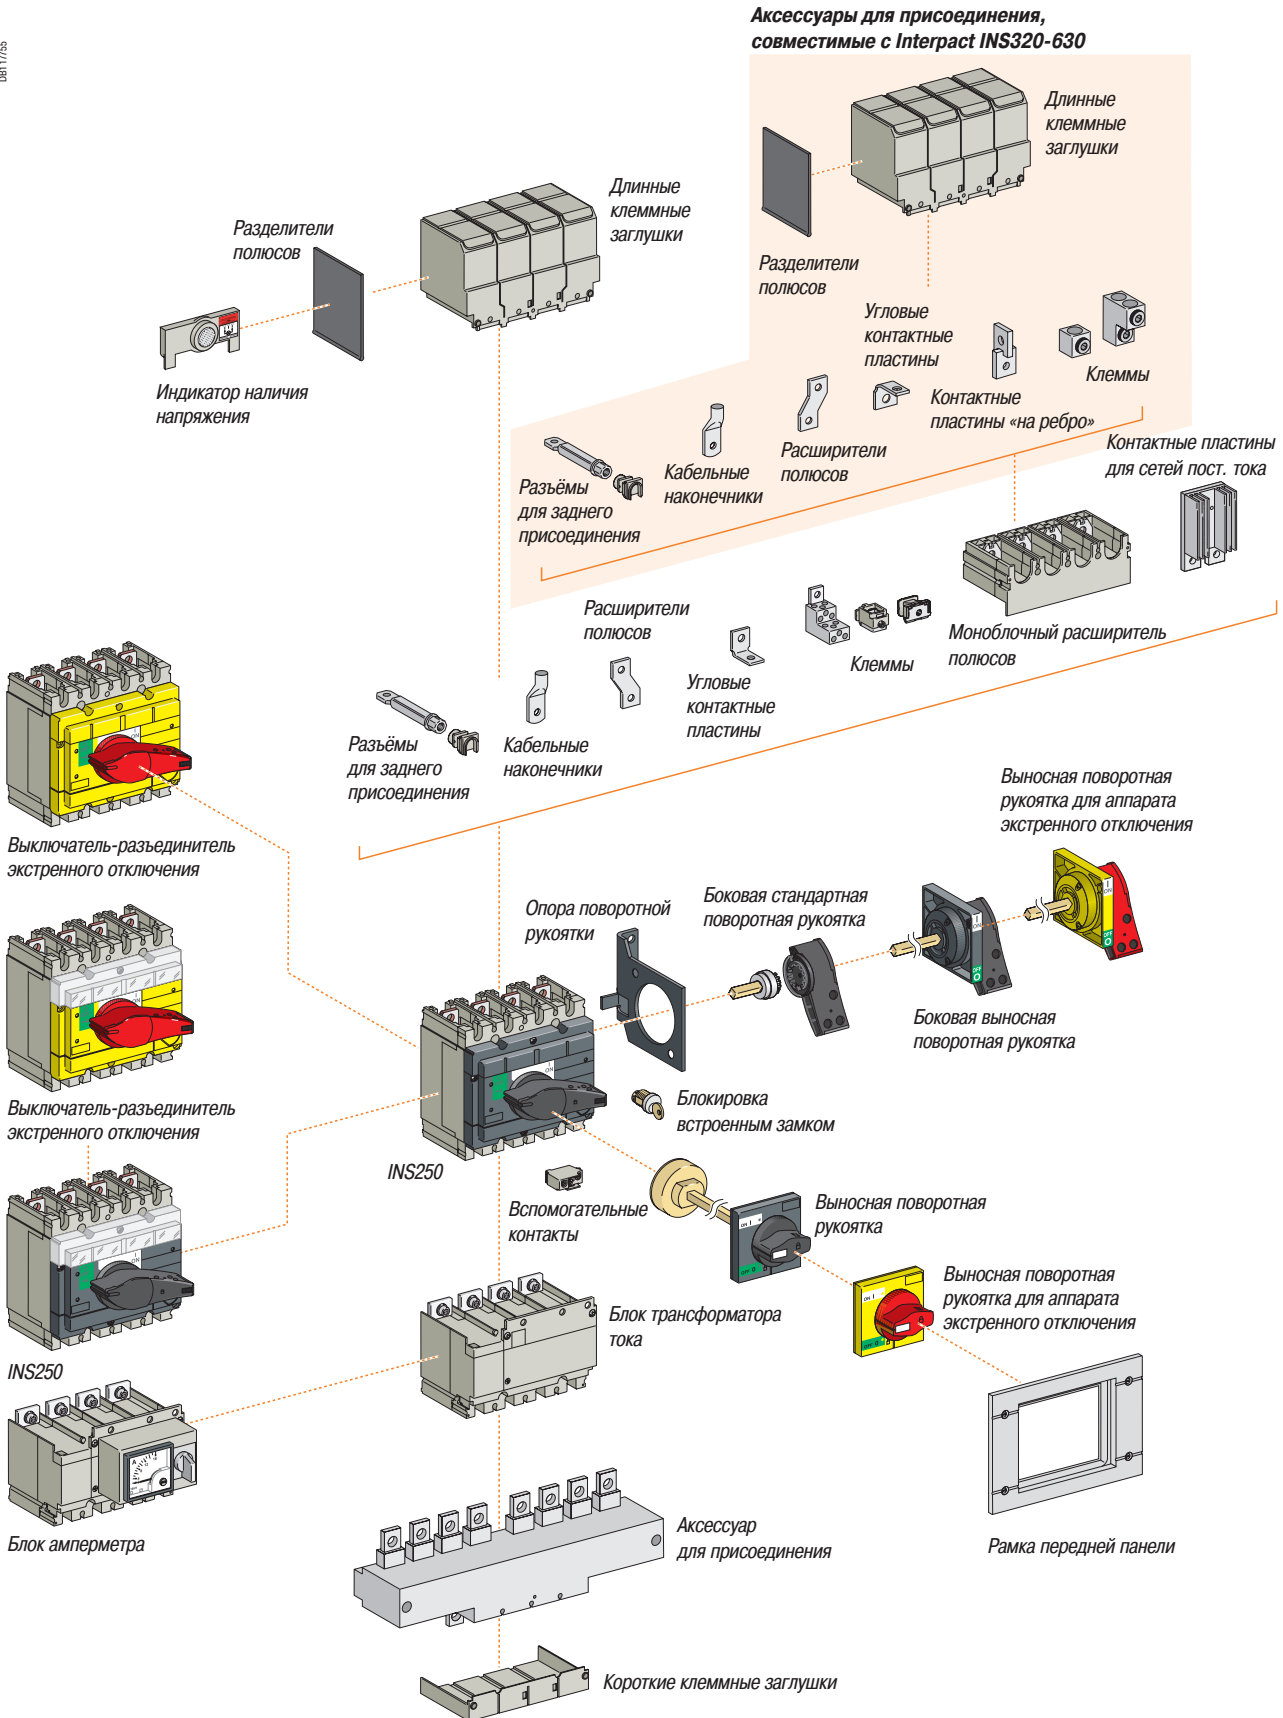 DB117755
Аксессуары для присоединения,
совместимые с Interpact INS320-630
Длинные
клеммные
заглушки
Разделители
полюсов
Длинные
клеммные
заглушки
Разделители
полюсов
Индикатор наличия
напряжения
Угловые
контактные
пластины
Клеммы
Контактные
пластины «на ребро»
Расширители
полюсов
Кабельные
наконечники
Разъёмы
для заднего
присоединения
Контактные пластины
для сетей пост. тока
Моноблочный расширитель
полюсов
Клеммы
Расширители
полюсов
Угловые
контактные
пластины
Кабельные
наконечники
Разъёмы
для заднего
присоединения
Выключатель-разъединитель
экстренного отключения
Выносная поворотная
рукоятка для аппарата
экстренного отключения
Боковая стандартная
поворотная рукоятка
Опора поворотной
рукоятки
Боковая выносная
поворотная рукоятка
Выключатель-разъединитель
экстренного отключения
Блокировка
встроенным замком
INS250
Вспомогательные
контакты
Выносная поворотная
рукоятка
Выносная поворотная
рукоятка для аппарата
экстренного отключения
Блок трансформатора
тока
INS250
Блок амперметра
Аксессуар
для присоединения
Рамка передней панели
Короткие клеммные заглушки